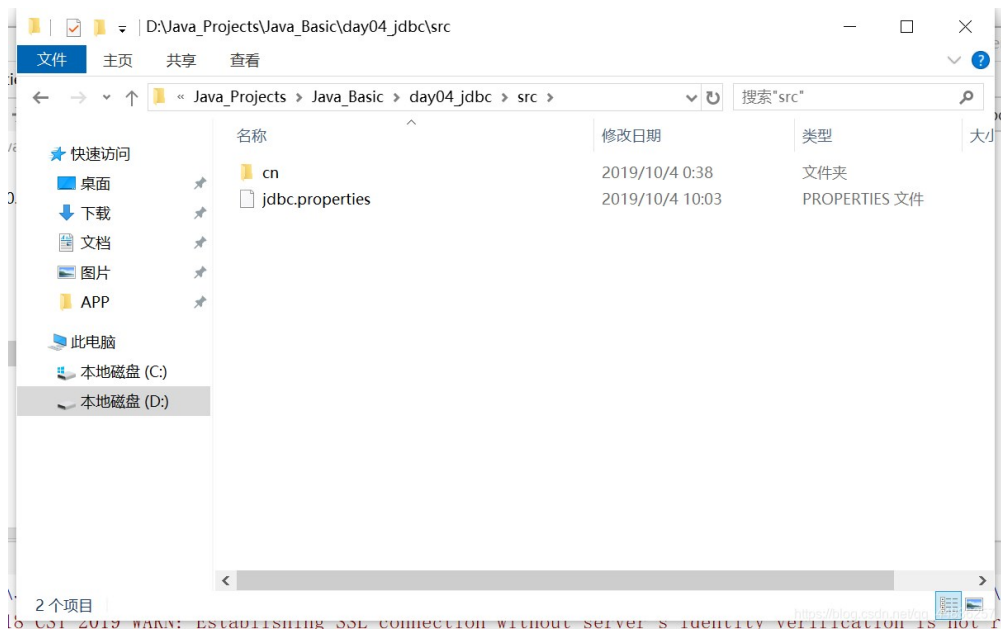 D:\Java_Projects\Java_Basic\day04_jdbc\src
文件 主页 共享 查看
« Java_Projects > Java_Basic > day04_jdbc > src >
搜索"src"
名称 修改日期 类型 大小
快速访问
桌面
下载
文档
图片
APP
此电脑
本地磁盘 (C:)
本地磁盘 (D:)
cn 2019/10/4 0:38 文件夹
jdbc.properties 2019/10/4 10:03 PROPERTIES 文件
2 个项目
18 CST 2019 WARN: Establishing SSL connection without server's identity verification is not r